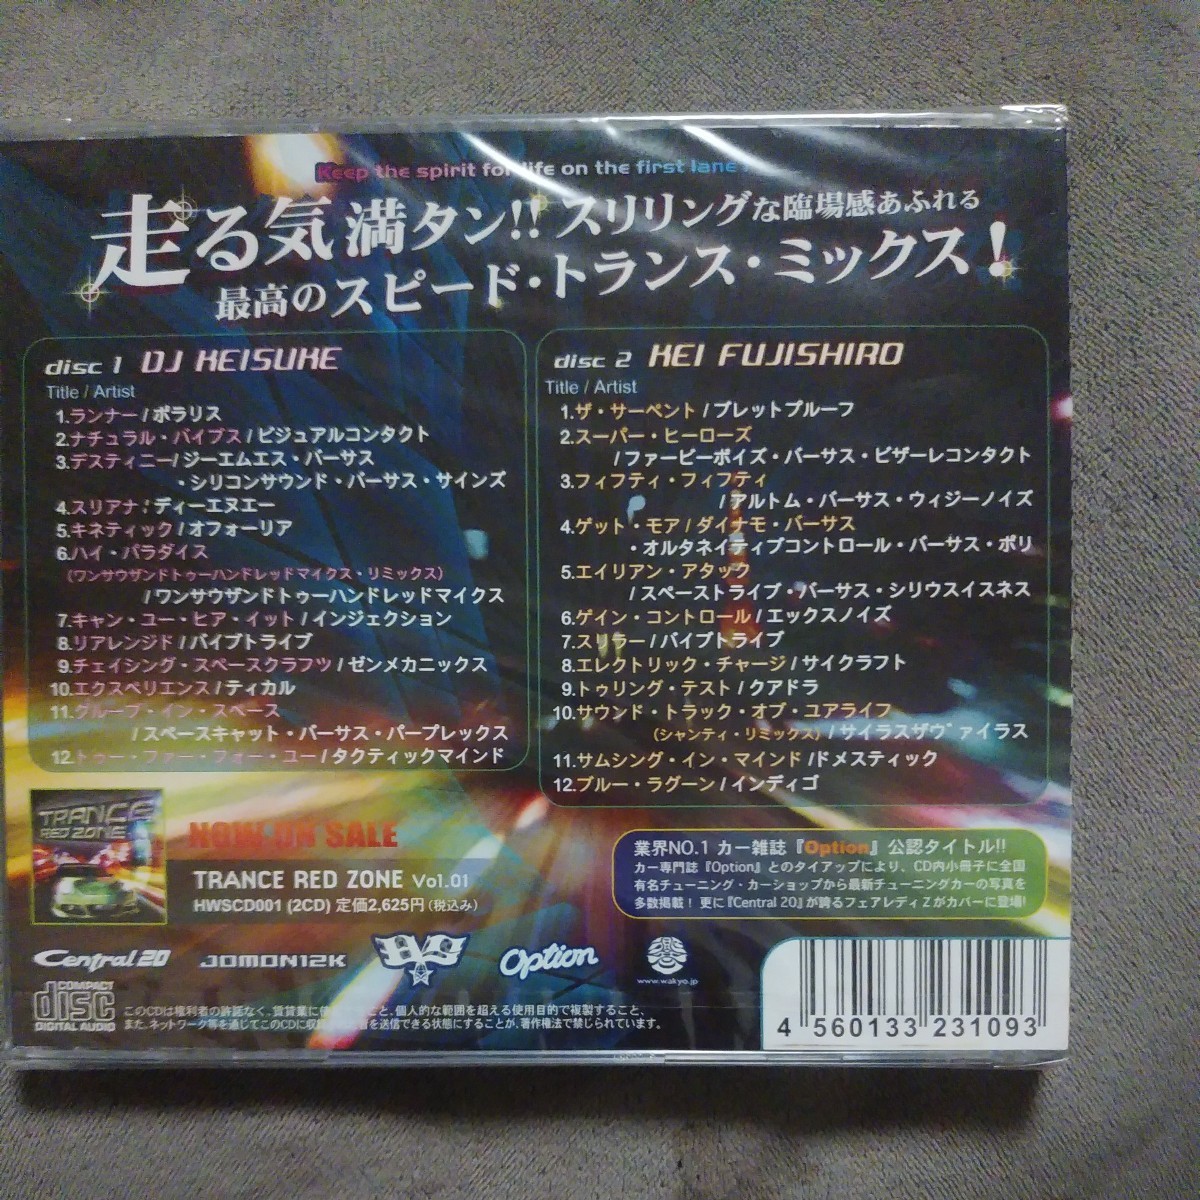 Keep the spirit for life on the first lane
走る気満タン!! スリリングな臨場感あふれる
最高のスピード・トランス・ミックス!
disc 1 DJ KEISUKE
Title / Artist
1.ランナー/ポラリス
2.ナチュラル・バイブス/ビジュアルコンタクト
3.デスティニー/ジーエムエス・バーサス
・シリコンサウンド・バーサス・サインズ
4.スリアナ/ディーエヌエー
5.キネティック/オフォーリア
6.ハイ・パラダイス
(ワンサウザンドトゥーハンドレッドマイクス・リミックス)
/ワンサウザンドトゥーハンドレッドマイクス
7.キャン・ユー・ヒア・イット/インジェクション
8.リアレンジド/バイブトライブ
9.チェイシング・スペースクラフツ/ゼンメカニックス
10.エクスペリエンス/ティカル
11.グルーブ・イン・スペース
/スペースキャット・バーサス・パープレックス
12.トゥー・ファー・フォー・ユー/タクティックマインド
disc 2 KEI FUJISHIRO
Title / Artist
1.ザ・サーペント/ブレットプルーフ
2.スーパー・ヒーローズ
/ファービーボイズ・バーサス・ビザーレコンタクト
3.フィフティ・フィフティ
/アルトム・バーサス・ウィジーノイズ
4.ゲット・モア/ダイナモ・バーサス
・オルタネイティブコントロール・バーサス・ポリ
5.エイリアン・アタック
/スペーストライブ・バーサス・シリウスイスネス
6.ゲイン・コントロール/エックスノイズ
7.スリラー/バイブトライブ
8.エレクトリック・チャージ/サイクラフト
9.トゥリング・テスト/クアドラ
10.サウンド・トラック・オブ・ユアライフ
(シャンティ・リミックス)/サイラスザヴァイラス
11.サムシング・イン・マインド/ドメスティック
12.ブルー・ラグーン/インディゴ
TRANCE
RED ZONE
NOW ON SALE
TRANCE RED ZONE Vol.01
HWSCD001 (2CD) 定価2,625円(税込み)
業界NO.1 カー雑誌『Option』公認タイトル!!
カー専門誌『Option』とのタイアップにより、CD内小冊子に全国
有名チューニング・カーショップから最新チューニングカーの写真を
多数掲載! 更に『Central 20』が誇るフェアレディZがカバーに登場!
Central 20 JOMON12K Option
www.wakyo.jp
COMPACT
disc
DIGITAL AUDIO
このCDは権利者の許諾なく、賃貸業に使 こと、個人的な範囲を超える使用目的で複製すること、
また、ネットワーク等を通じてこのCDに収録 音を送信できる状態にすることが、著作権法で禁じられています。
4 560133 231093